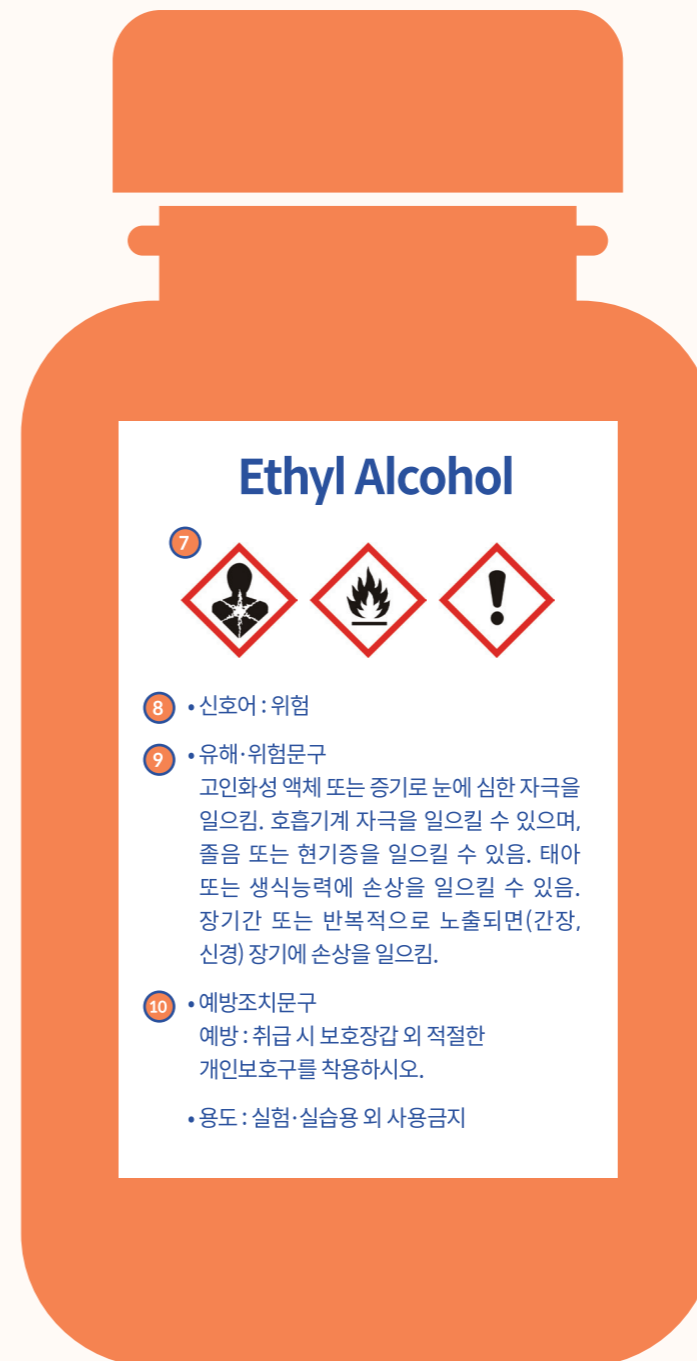 Ethyl Alcohol
7
8 • 신호어 : 위험
9 • 유해·위험문구
고인화성 액체 또는 증기로 눈에 심한 자극을
일으킴. 호흡기계 자극을 일으킬 수 있으며,
졸음 또는 현기증을 일으킬 수 있음. 태아
또는 생식능력에 손상을 일으킬 수 있음.
장기간 또는 반복적으로 노출되면(간장,
신경) 장기에 손상을 일으킴.
10 • 예방조치문구
예방 : 취급 시 보호장갑 외 적절한
개인보호구를 착용하시오.
• 용도 : 실험·실습용 외 사용금지